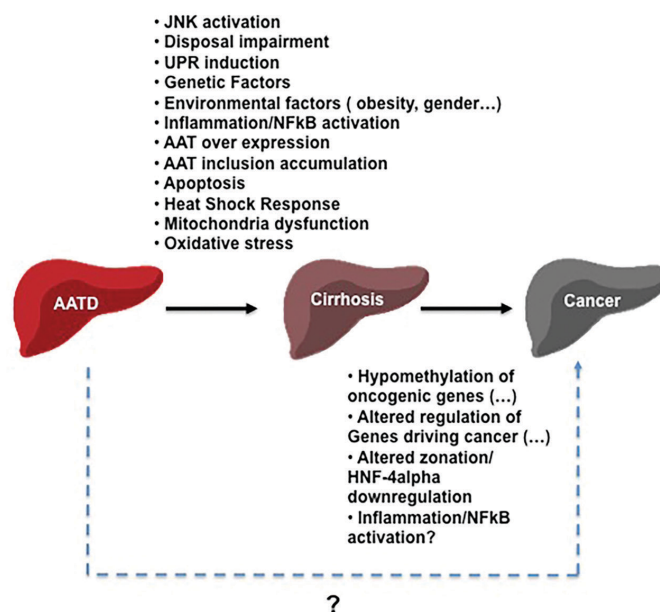 • JNK activation
• Disposal impairment
• UPR induction
• Genetic Factors
• Environmental factors ( obesity, gender…)
• Inflammation/NFkB activation
• AAT over expression
• AAT inclusion accumulation
• Apoptosis
• Heat Shock Response
• Mitochondria dysfunction
• Oxidative stress
AATD
Cirrhosis
Cancer
• Hypomethylation of
oncogenic genes (…)
• Altered regulation of
Genes driving cancer (…)
• Altered zonation/
HNF-4alpha
downregulation
• Inflammation/NFkB
activation?
?